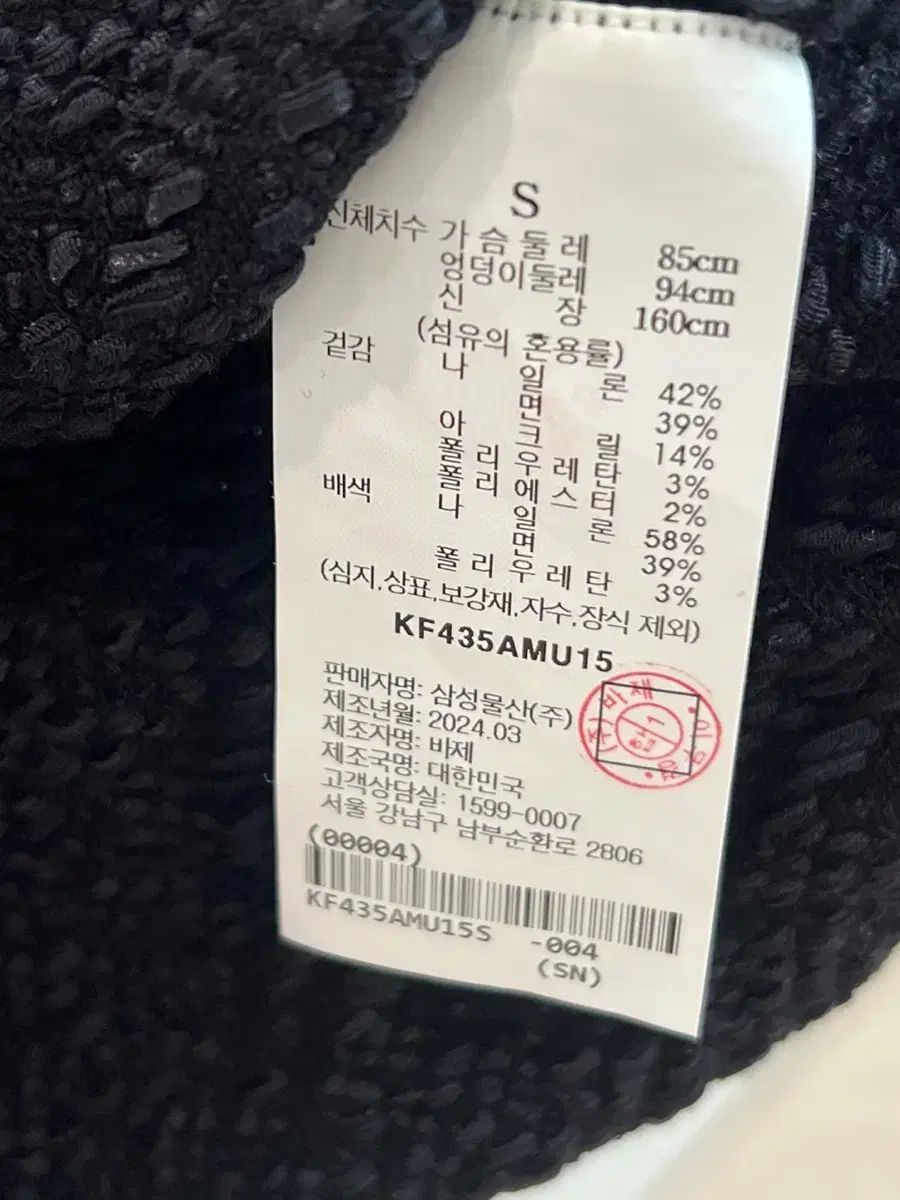 S
신체치수 가슴둘레 85cm
엉덩이둘레 94cm
신장 160cm
(섬유의 혼용률)
겉감 나일론 42%
면 39%
아크릴 14%
폴리우레탄 3%
폴리에스터 2%
배색 나일론 58%
면 39%
폴리우레탄 3%
(심지,상표,보강재,자수,장식 제외)
KF435AMU15
판매자명: 삼성물산(주)
제조년월: 2024.03
제조자명: 바제
제조국명: 대한민국
고객상담실: 1599-0007
서울 강남구 남부순환로 2806
(주)바제
(00004)
KF435AMU15S -004
(SN)